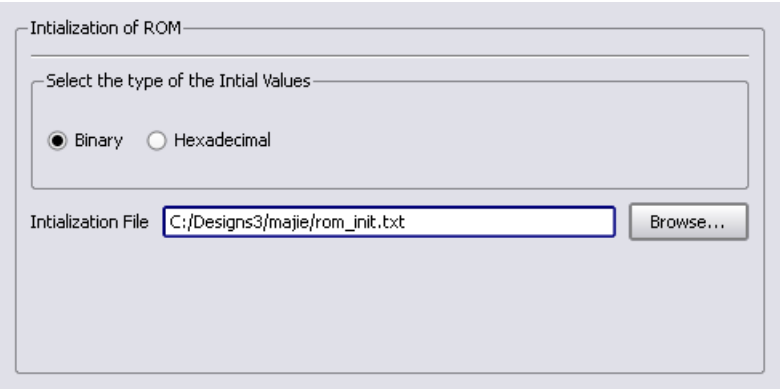 Intialization of ROM
Select the type of the Intial Values
Binary Hexadecimal
Intialization File C:/Designs3/majie/rom_init.txt Browse...